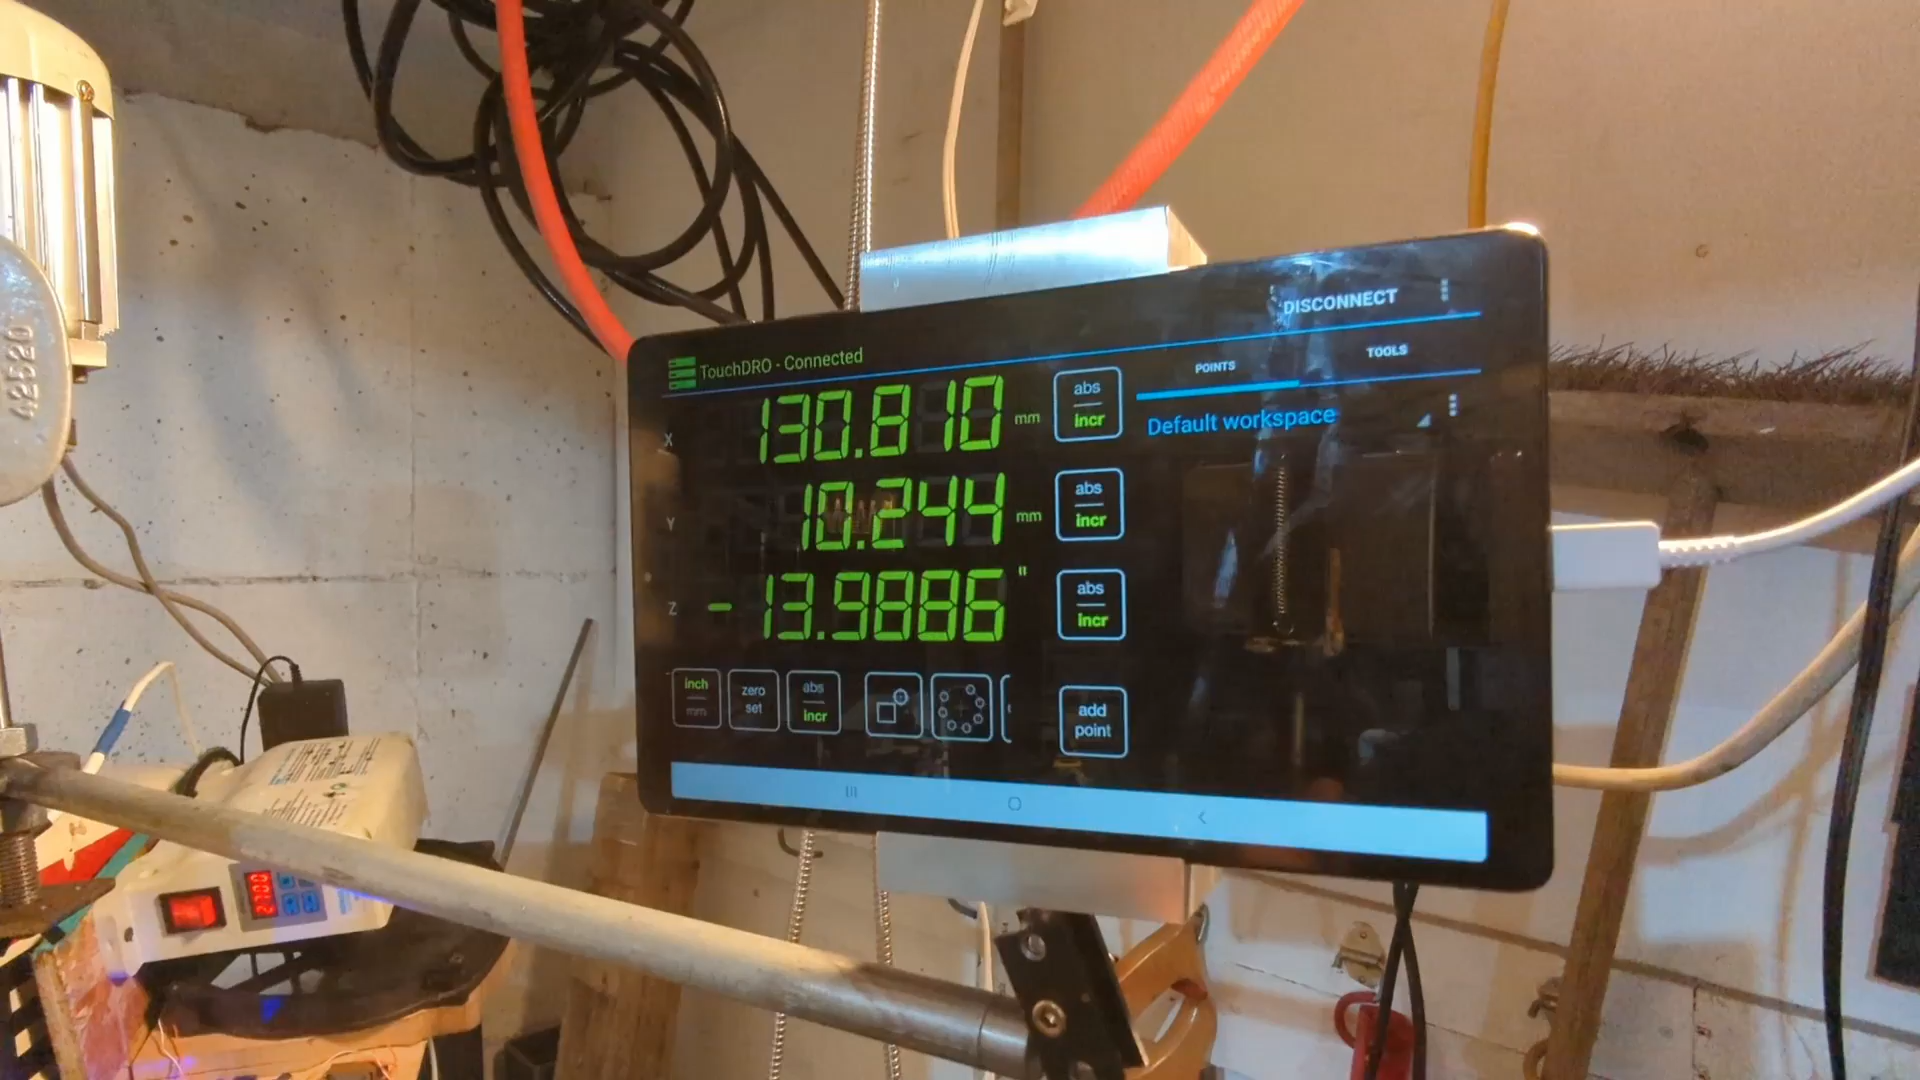 42520
DISCONNECT
TouchDRO - Connected
POINTS
TOOLS
Default workspace
X
130.810
mm
abs
incr
Y
10.244
mm
abs
incr
Z
-13.9886
"
abs
incr
inch
mm
zero
set
abs
incr
add
point